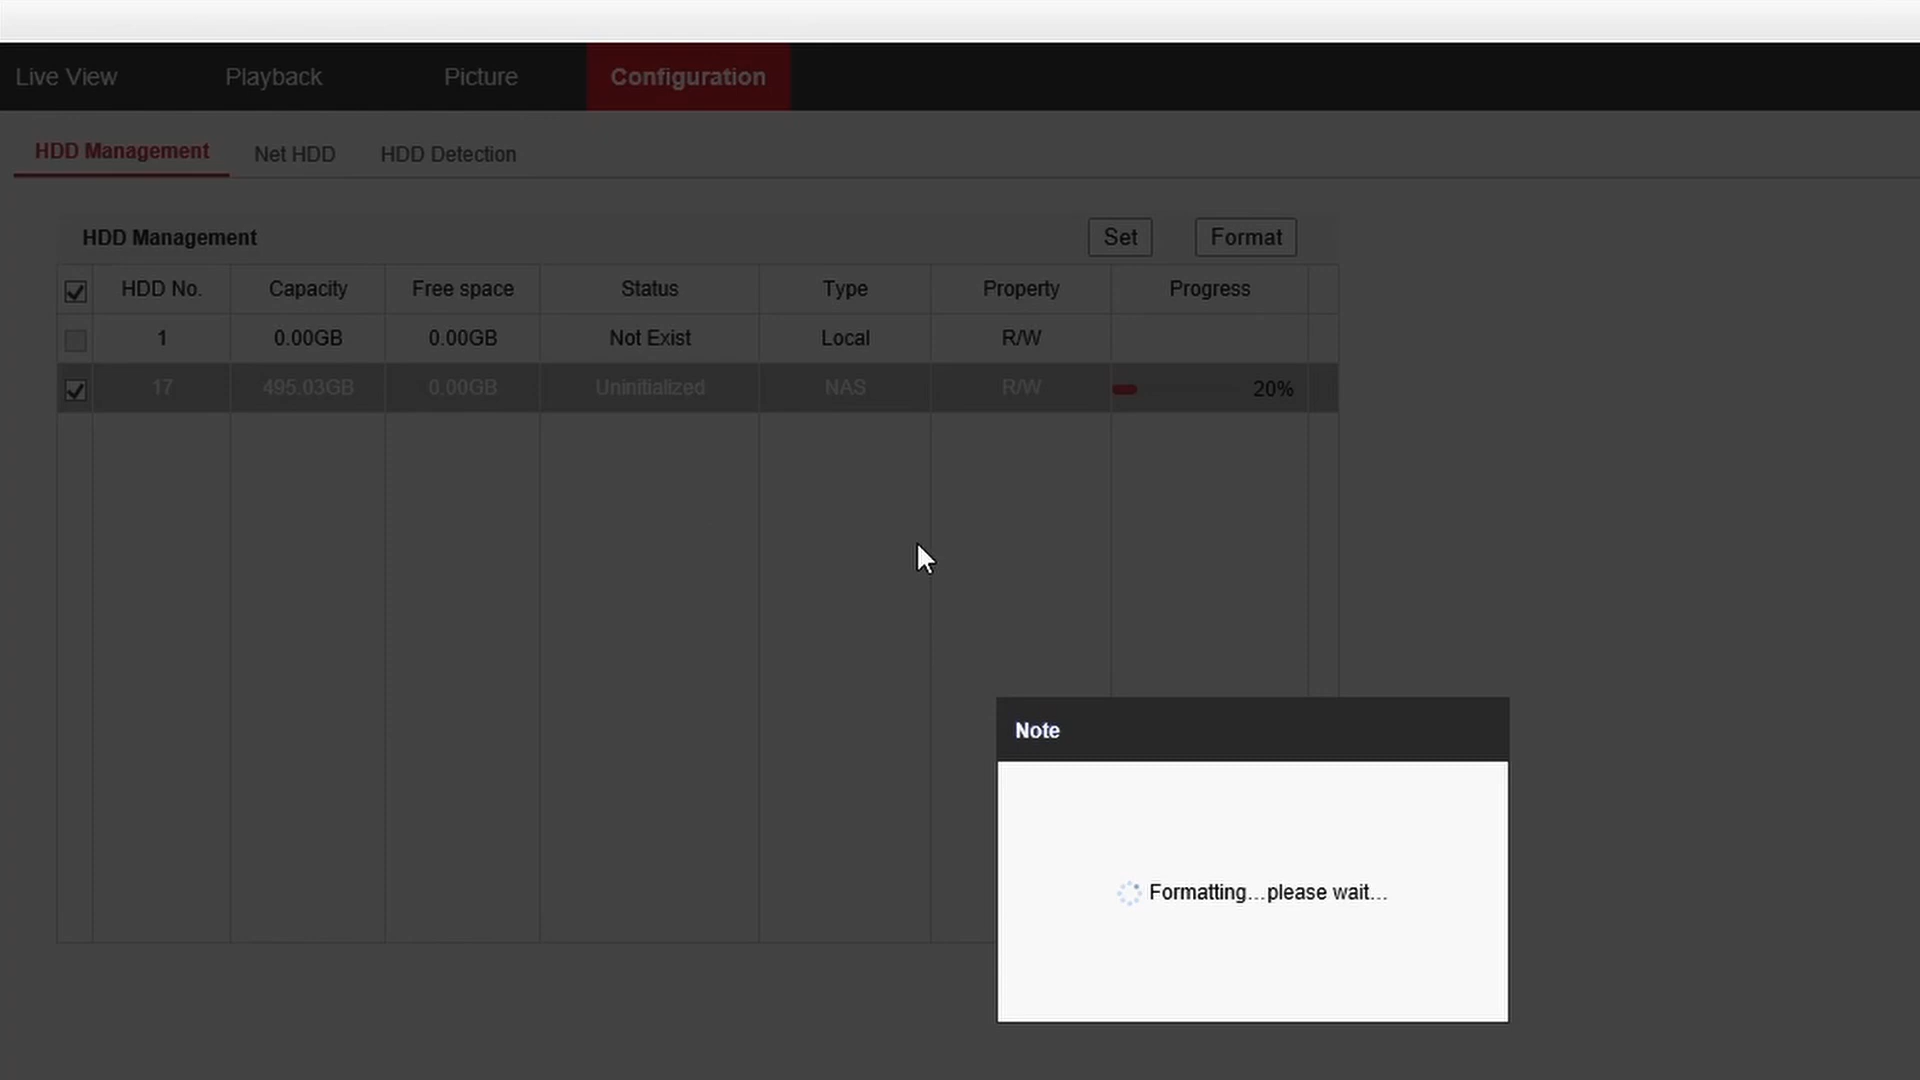 Live View Playback Picture Configuration
HDD Management Net HDD HDD Detection
HDD Management Set Format
HDD No. Capacity Free space Status Type Property Progress
1 0.00GB 0.00GB Not Exist Local R/W
17 495.03GB 0.00GB Uninitialized NAS R/W 20%
Note
Formatting...please wait...